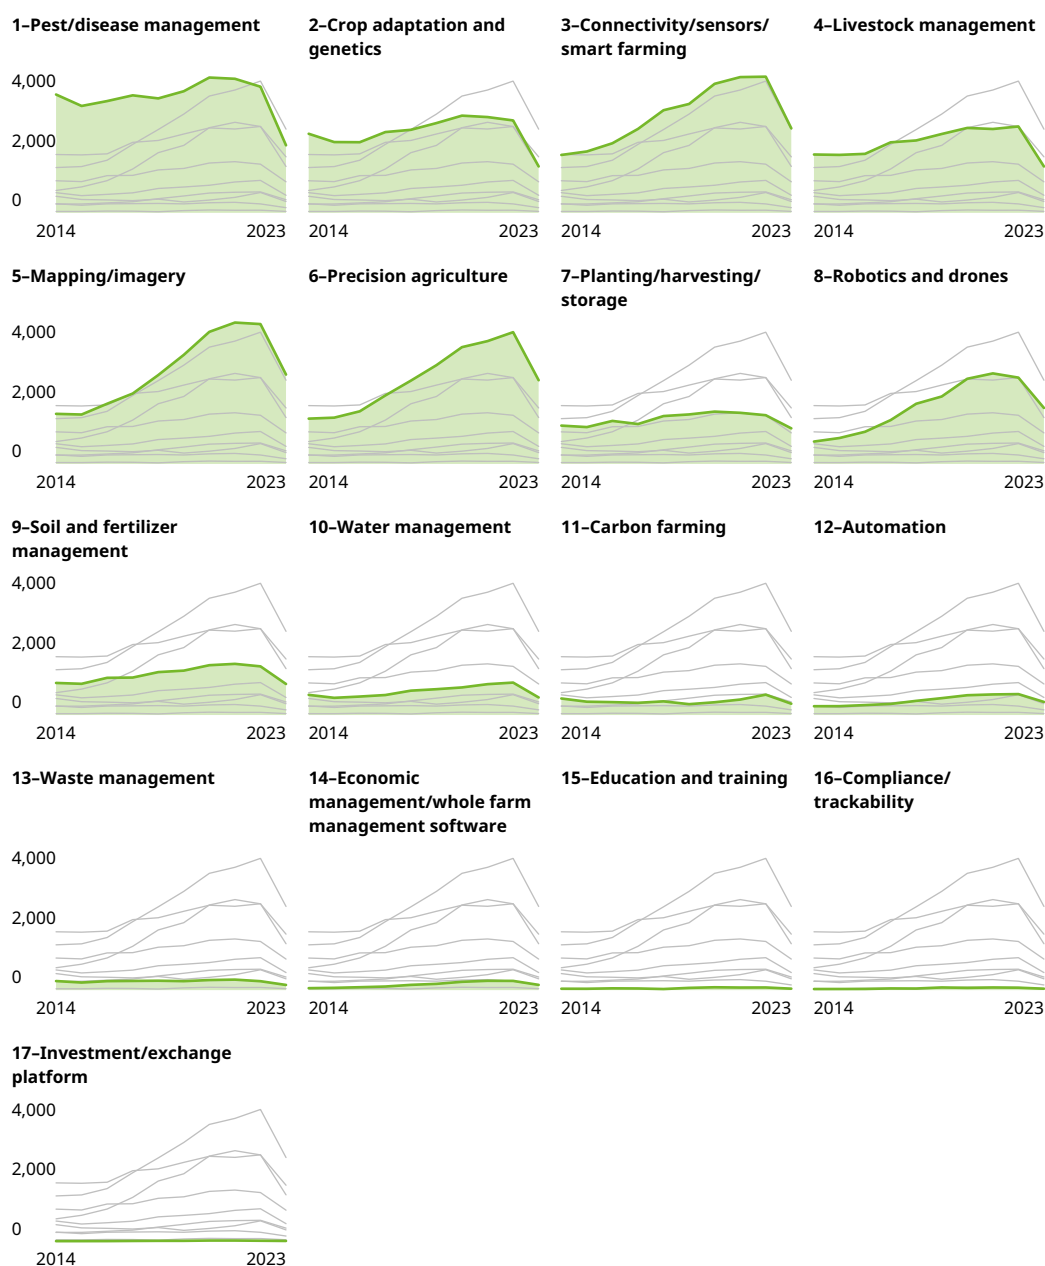 1–Pest/disease management
2–Crop adaptation and
genetics
3–Connectivity/sensors/
smart farming
4–Livestock management
4,000
2,000
0
2014
2023
2014
2023
2014
2023
2014
2023
5–Mapping/imagery
6–Precision agriculture
7–Planting/harvesting/
storage
8–Robotics and drones
4,000
2,000
0
2014
2023
2014
2023
2014
2023
2014
2023
9–Soil and fertilizer
management
10–Water management
11–Carbon farming
12–Automation
4,000
2,000
0
2014
2023
2014
2023
2014
2023
2014
2023
13–Waste management
14–Economic
management/whole farm
management software
15–Education and training
16–Compliance/
trackability
4,000
2,000
0
2014
2023
2014
2023
2014
2023
2014
2023
17–Investment/exchange
platform
4,000
2,000
0
2014
2023